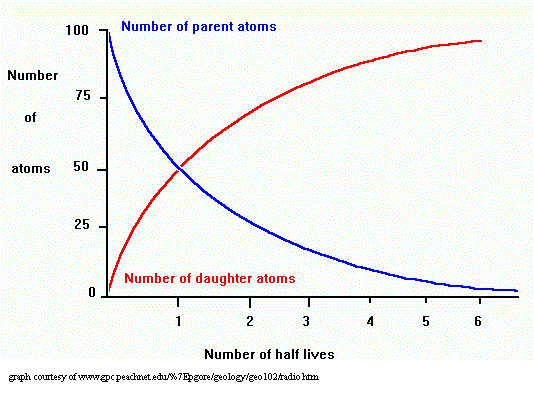 Number of parent atoms
100
Number
75
of
atoms
50
25
Number of daughter atoms
0
1 2 3 4 5 6
Number of half lives
graph courtesy of www.gpc.peachnet.edu/%7Epgore/geology/geo102/radio.htm